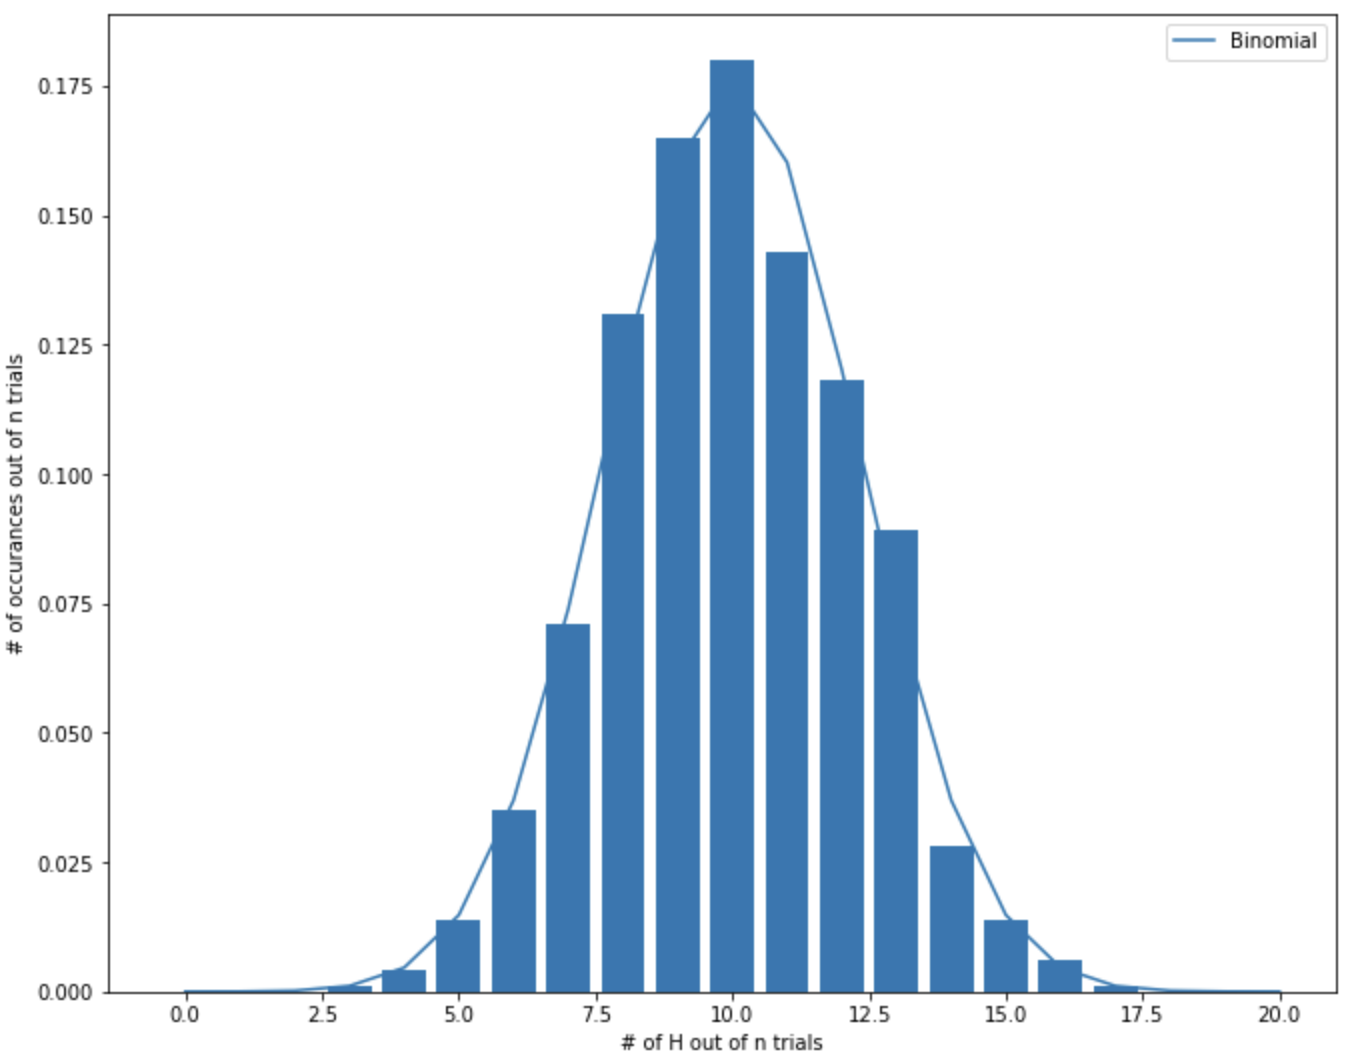 Binomial
0.175
0.150
0.125
0.100
0.075
0.050
0.025
0.000
# of occurances out of n trials
0.0 2.5 5.0 7.5 10.0 12.5 15.0 17.5 20.0
# of H out of n trials